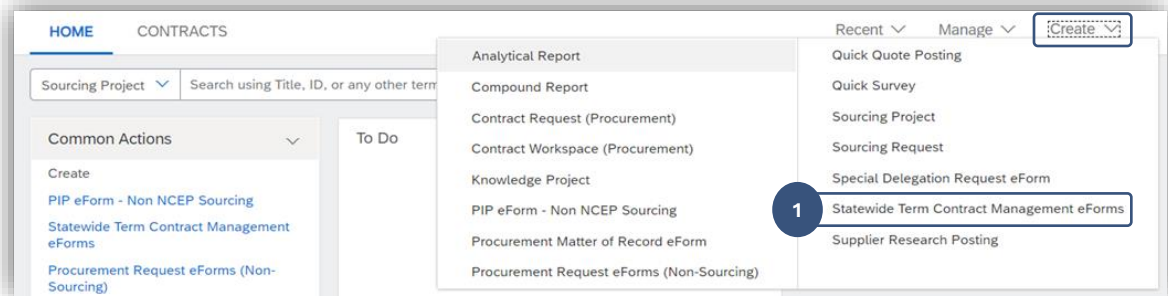 HOME CONTRACTS Recent Manage Create
Sourcing Project Search using Title, ID, or any other term
Common Actions
Create
PIP eForm - Non NCEP Sourcing
Statewide Term Contract Management
eForms
Procurement Request eForms (Non-
Sourcing)
To Do
Analytical Report
Compound Report
Contract Request (Procurement)
Contract Workspace (Procurement)
Knowledge Project
PIP eForm - Non NCEP Sourcing
Procurement Matter of Record eForm
Procurement Request eForms (Non-Sourcing)
Quick Quote Posting
Quick Survey
Sourcing Project
Sourcing Request
Special Delegation Request eForm
1 Statewide Term Contract Management eForms
Supplier Research Posting